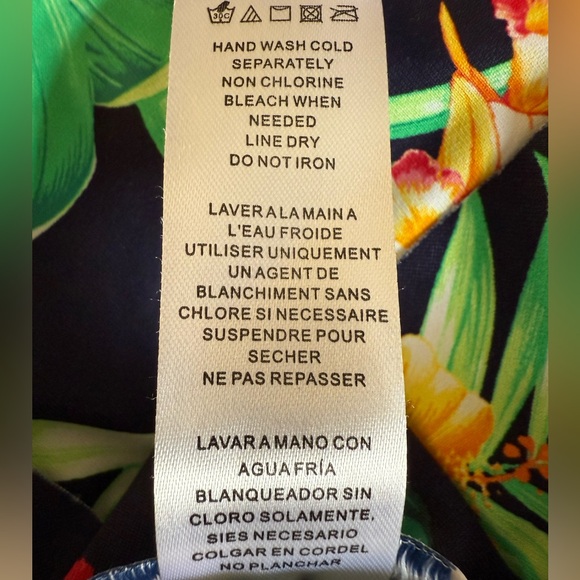 30C
HAND WASH COLD
SEPARATELY
NON CHLORINE
BLEACH WHEN
NEEDED
LINE DRY
DO NOT IRON
LAVER A LA MAIN A
L'EAU FROIDE
UTILISER UNIQUEMENT
UN AGENT DE
BLANCHIMENT SANS
CHLORE SI NECESSAIRE
SUSPENDRE POUR
SECHER
NE PAS REPASSER
LAVAR A MANO CON
AGUA FRÍA
BLANQUEADOR SIN
CLORO SOLAMENTE,
SIES NECESARIO
COLGAR EN CORDEL
NO PLANCHAR